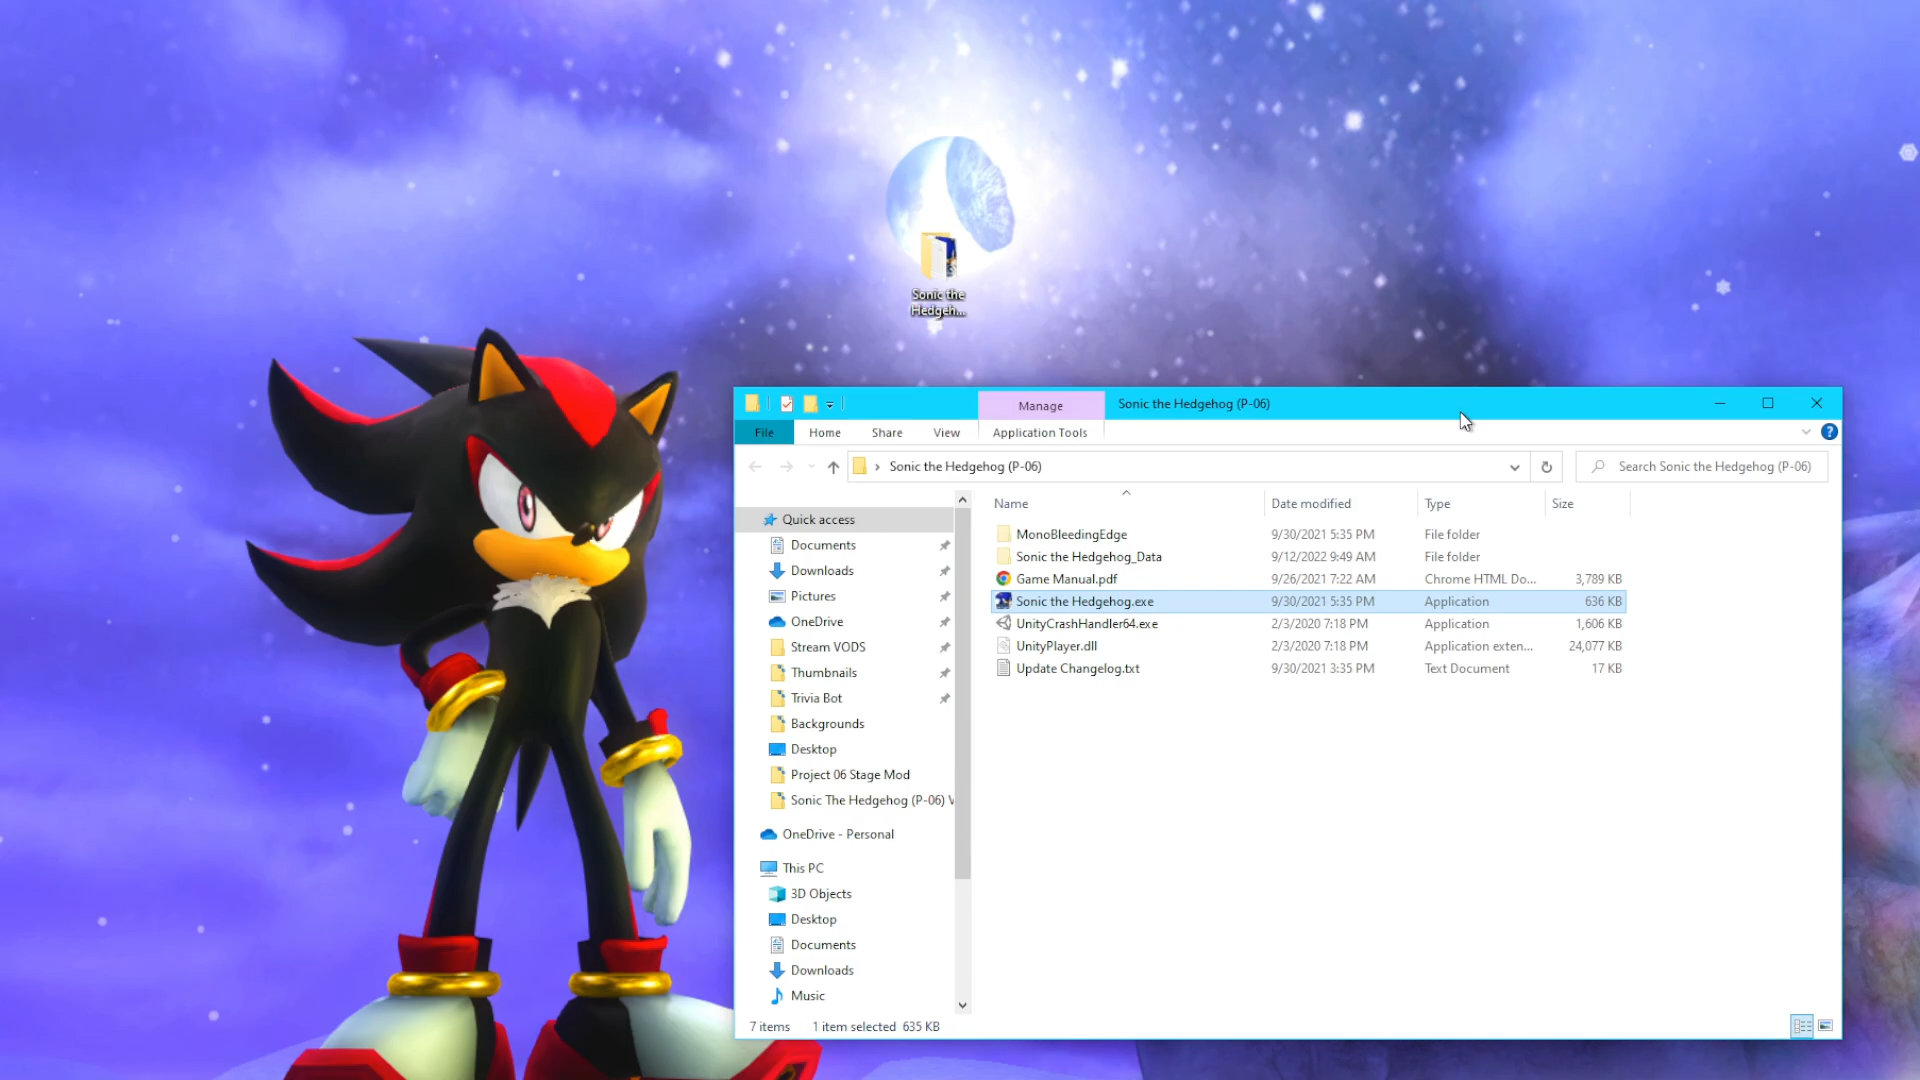 Sonic the
Hedgeh...
Manage
Sonic the Hedgehog (P-06)
File
Home
Share
View
Application Tools
Sonic the Hedgehog (P-06)
Search Sonic the Hedgehog (P-06)
Name
Date modified
Type
Size
Quick access
Documents
Downloads
Pictures
OneDrive
Stream VODS
Thumbnails
Trivia Bot
Backgrounds
Desktop
Project 06 Stage Mod
Sonic The Hedgehog (P-06) V
OneDrive - Personal
This PC
3D Objects
Desktop
Documents
Downloads
Music
MonoBleedingEdge 9/30/2021 5:35 PM File folder
Sonic the Hedgehog_Data 9/12/2022 9:49 AM File folder
Game Manual.pdf 9/26/2021 7:22 AM Chrome HTML Do... 3,789 KB
Sonic the Hedgehog.exe 9/30/2021 5:35 PM Application 636 KB
UnityCrashHandler64.exe 2/3/2020 7:18 PM Application 1,606 KB
UnityPlayer.dll 2/3/2020 7:18 PM Application exten... 24,077 KB
Update Changelog.txt 9/30/2021 3:35 PM Text Document 17 KB
7 items 1 item selected 635 KB